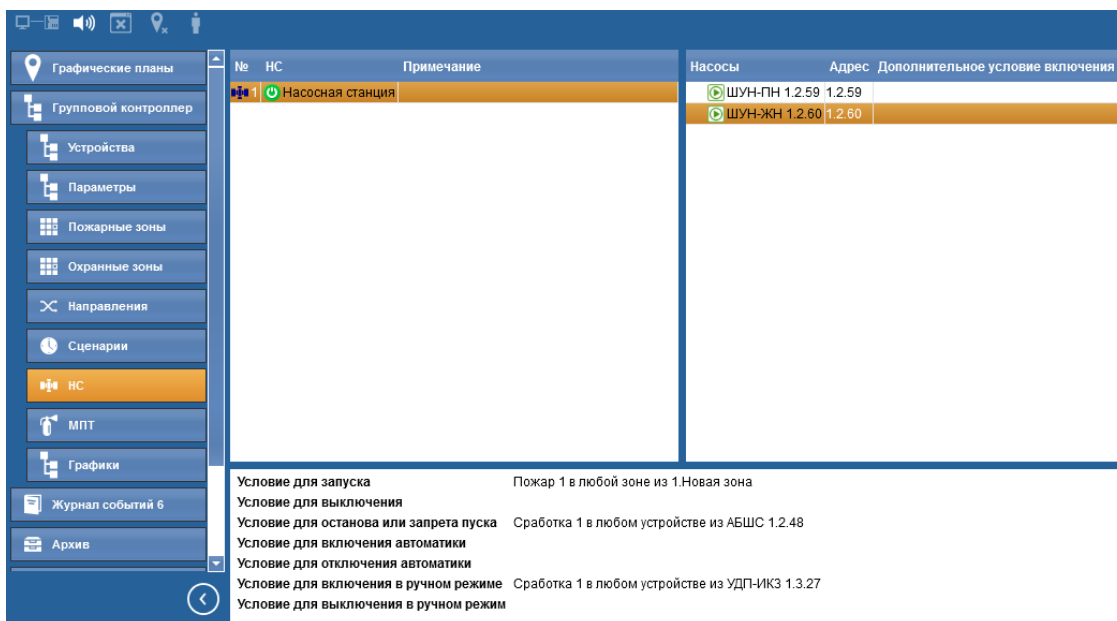 Графические планы
Групповой контроллер
Устройства
Параметры
Пожарные зоны
Охранные зоны
Направления
Сценарии
НС
МПТ
Графики
Журнал событий 6
Архив
№ НС Примечание
1 Насосная станция
Насосы Адрес Дополнительное условие включения
ШУН-ПН 1.2.59 1.2.59
ШУН-ЖН 1.2.60 1.2.60
Условие для запуска Пожар 1 в любой зоне из 1.Новая зона
Условие для выключения
Условие для останова или запрета пуска Сработка 1 в любом устройстве из АБШС 1.2.48
Условие для включения автоматики
Условие для отключения автоматики
Условие для включения в ручном режиме Сработка 1 в любом устройстве из УДП-ИКЗ 1.3.27
Условие для выключения в ручном режим